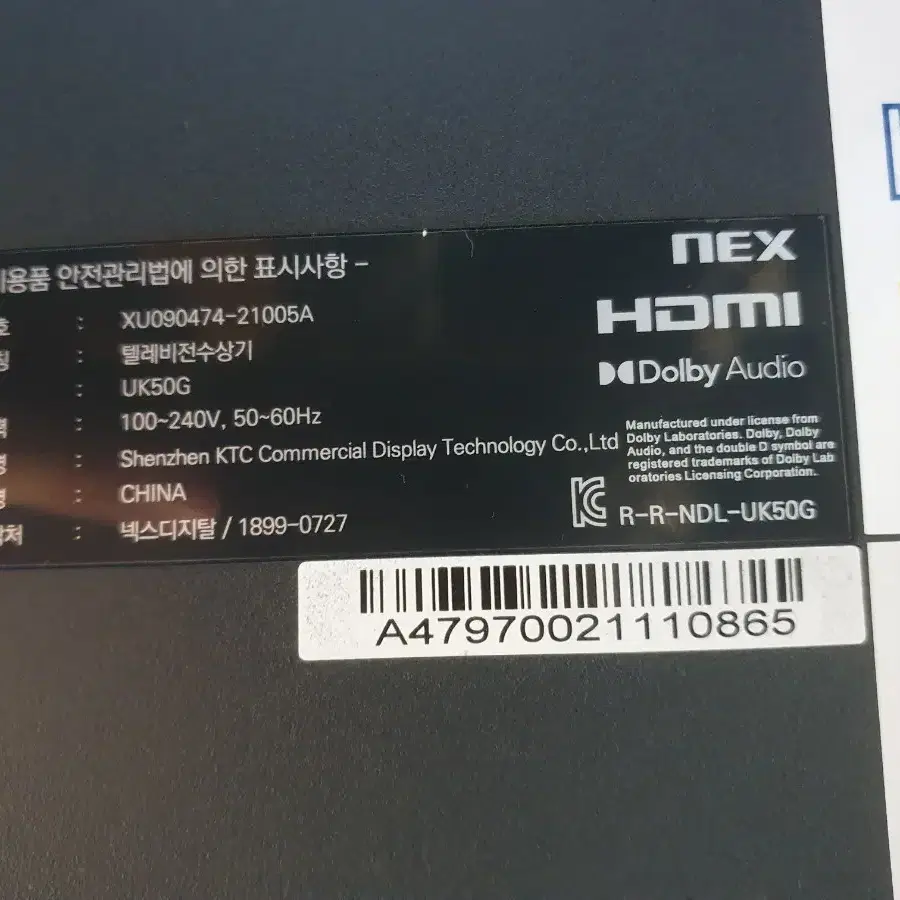 용품 안전관리법에 의한 표시사항 -
호 : XU090474-21005A
칭 : 텔레비전수상기
: UK50G
력 : 100~240V, 50~60Hz
명 : Shenzhen KTC Commercial Display Technology Co.,Ltd
명 : CHINA
락처 : 넥스디지탈 / 1899-0727
nEX
HDMI
Dolby Audio
Manufactured under license from
Dolby Laboratories. Dolby, Dolby
Audio, and the double D symbol are
registered trademarks of Dolby Lab
oratories Licensing Corporation.
R-R-NDL-UK50G
A47970021110865